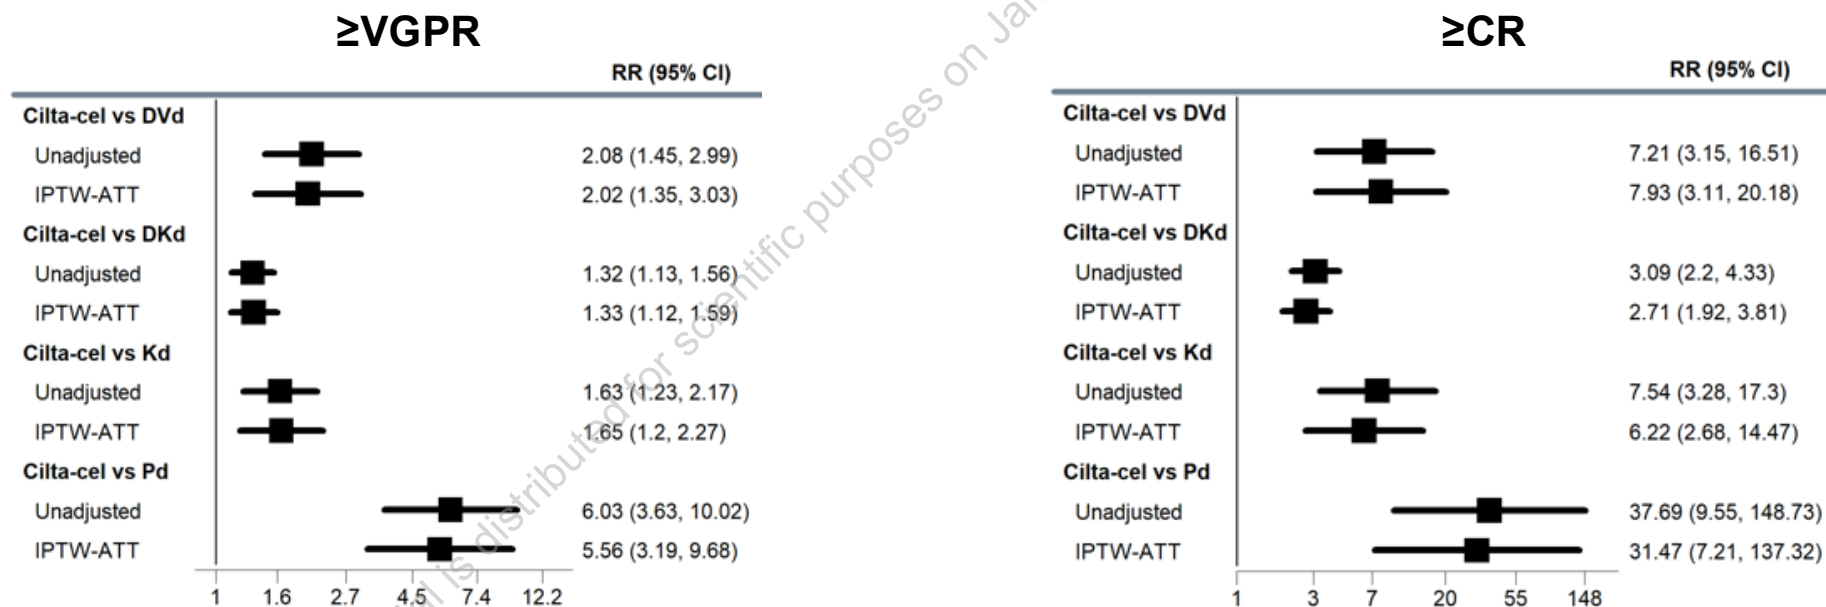 ≥VGPR
RR (95% CI)
Cilta-cel vs DVd
Unadjusted 2.08 (1.45, 2.99)
IPTW-ATT 2.02 (1.35, 3.03)
Cilta-cel vs DKd
Unadjusted 1.32 (1.13, 1.56)
IPTW-ATT 1.33 (1.12, 1.59)
Cilta-cel vs Kd
Unadjusted 1.63 (1.23, 2.17)
IPTW-ATT 1.65 (1.2, 2.27)
Cilta-cel vs Pd
Unadjusted 6.03 (3.63, 10.02)
IPTW-ATT 5.56 (3.19, 9.68)
1 1.6 2.7 4.5 7.4 12.2
≥CR
RR (95% CI)
Cilta-cel vs DVd
Unadjusted 7.21 (3.15, 16.51)
IPTW-ATT 7.93 (3.11, 20.18)
Cilta-cel vs DKd
Unadjusted 3.09 (2.2, 4.33)
IPTW-ATT 2.71 (1.92, 3.81)
Cilta-cel vs Kd
Unadjusted 7.54 (3.28, 17.3)
IPTW-ATT 6.22 (2.68, 14.47)
Cilta-cel vs Pd
Unadjusted 37.69 (9.55, 148.73)
IPTW-ATT 31.47 (7.21, 137.32)
1 3 7 20 55 148
is distributed for scientific purposes on Jan